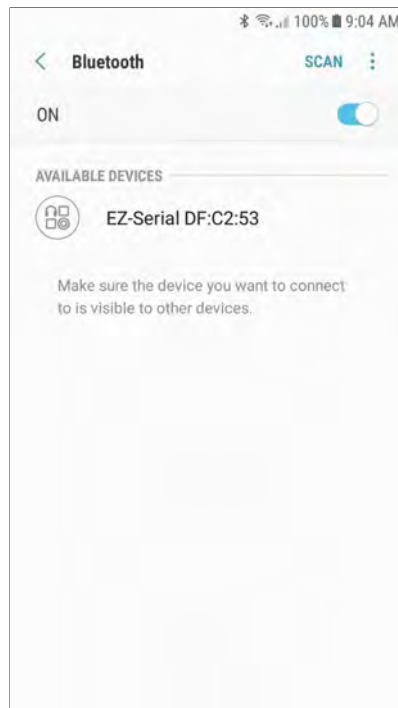 100% 9:04 AM
Bluetooth SCAN
ON
AVAILABLE DEVICES
EZ-Serial DF:C2:53
Make sure the device you want to connect
to is visible to other devices.